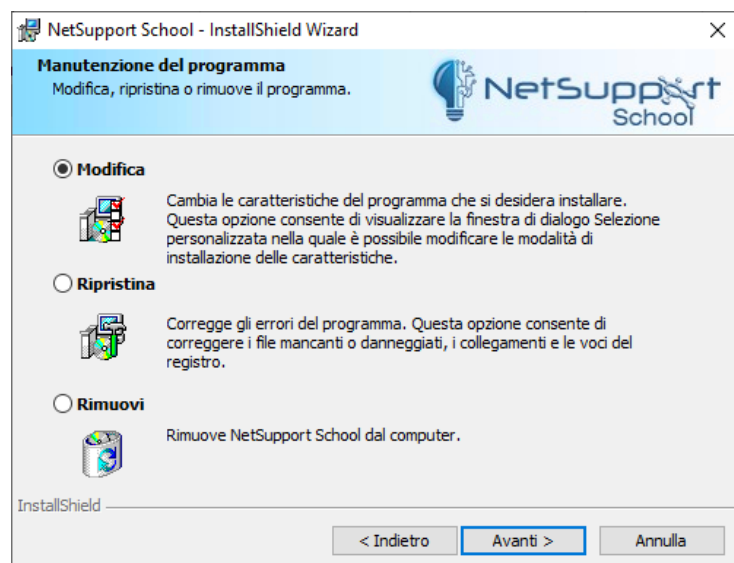 NetSupport School - InstallShield Wizard
Manutenzione del programma
Modifica, ripristina o rimuove il programma.
NetSupport
School
Modifica
Cambia le caratteristiche del programma che si desidera installare.
Questa opzione consente di visualizzare la finestra di dialogo Selezione
personalizzata nella quale è possibile modificare le modalità di
installazione delle caratteristiche.
Ripristina
Corregge gli errori del programma. Questa opzione consente di
correggere i file mancanti o danneggiati, i collegamenti e le voci del
registro.
Rimuovi
Rimuove NetSupport School dal computer.
InstallShield
< Indietro
Avanti >
Annulla